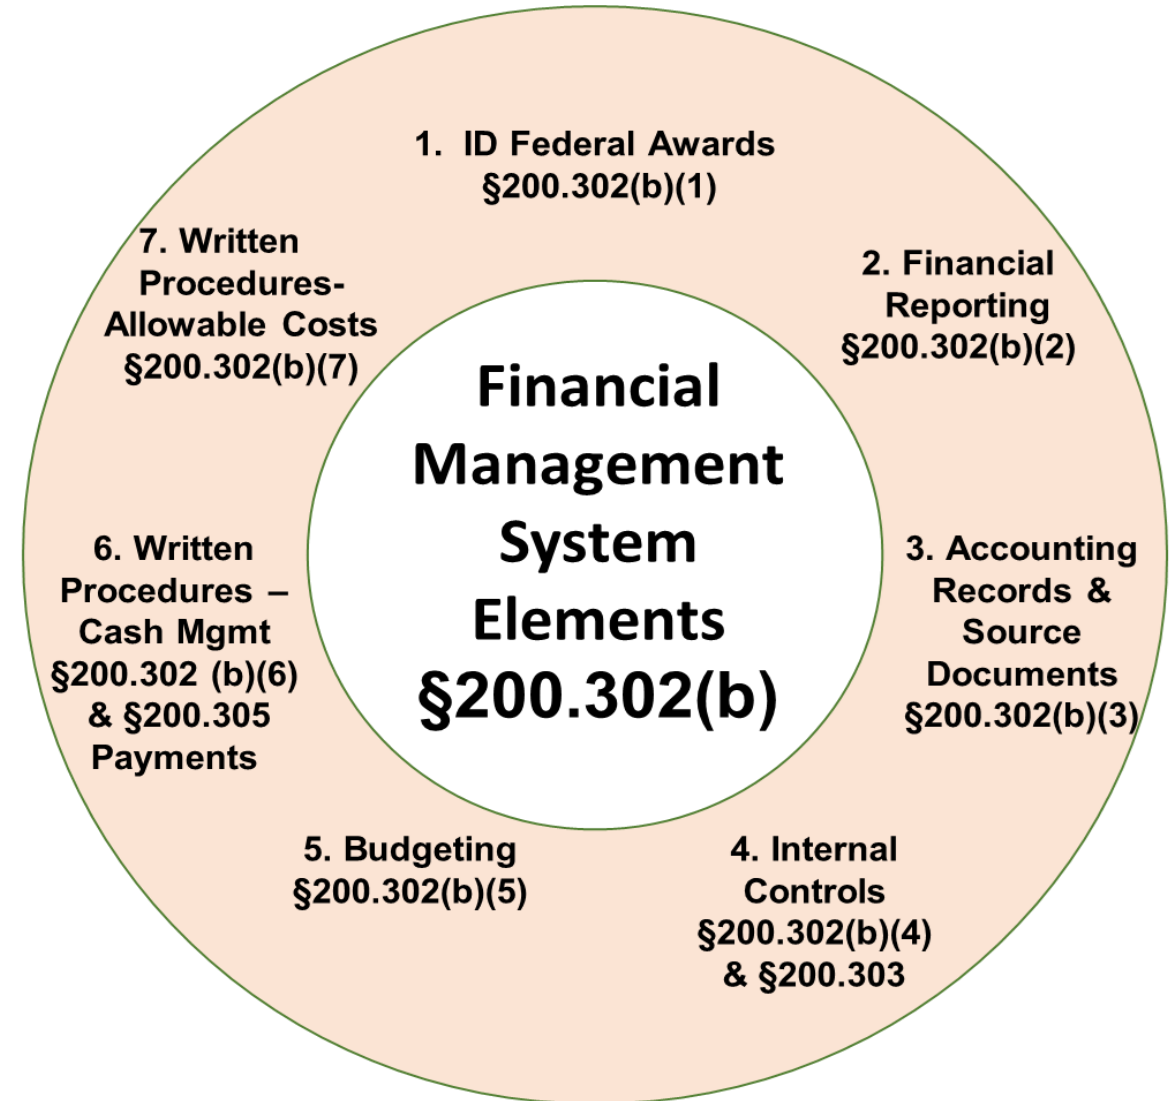 1. ID Federal Awards
§200.302(b)(1)
2. Financial
Reporting
§200.302(b)(2)
3. Accounting
Records &
Source
Documents
§200.302(b)(3)
4. Internal
Controls
§200.302(b)(4)
& §200.303
5. Budgeting
§200.302(b)(5)
6. Written
Procedures –
Cash Mgmt
§200.302 (b)(6)
& §200.305
Payments
7. Written
Procedures-
Allowable Costs
§200.302(b)(7)
Financial
Management
System
Elements
§200.302(b)